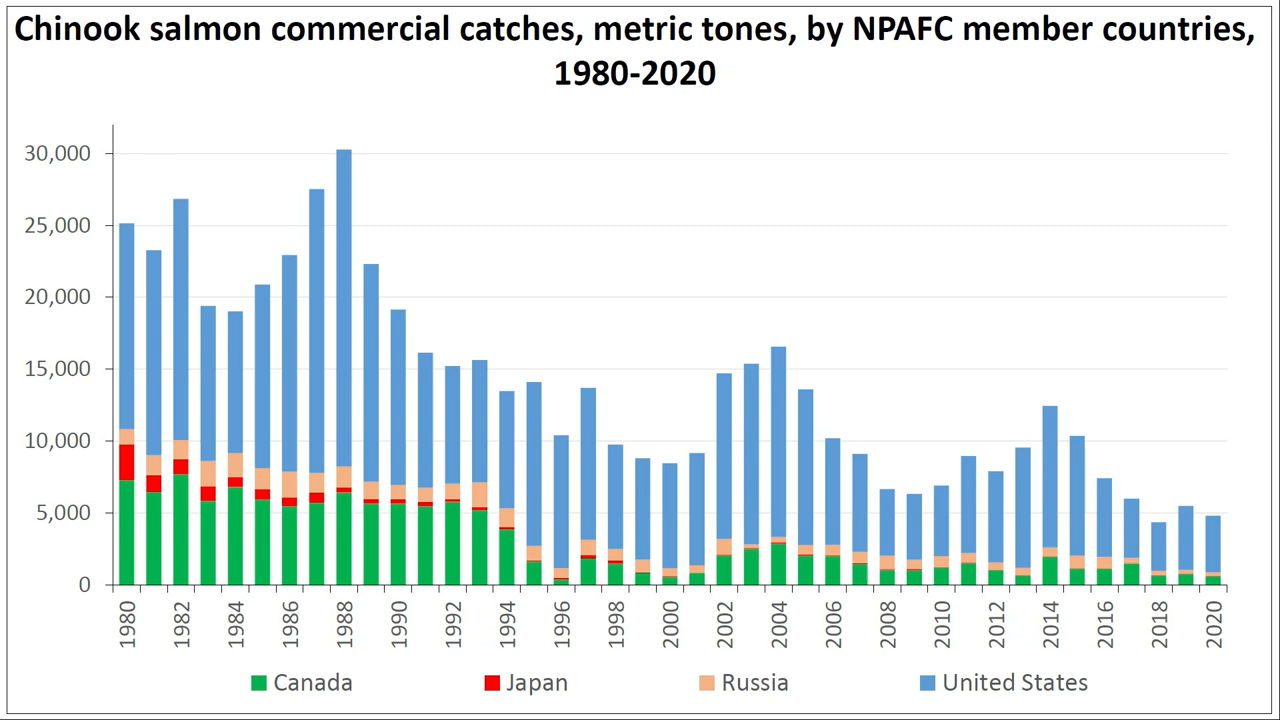 Chinook salmon commercial catches, metric tones, by NPAFC member countries,
1980-2020
30,000
25,000
20,000
15,000
10,000
5,000
0
1980 1982 1984 1986 1988 1990 1992 1994 1996 1998 2000 2002 2004 2006 2008 2010 2012 2014 2016 2018 2020
Canada Japan Russia United States